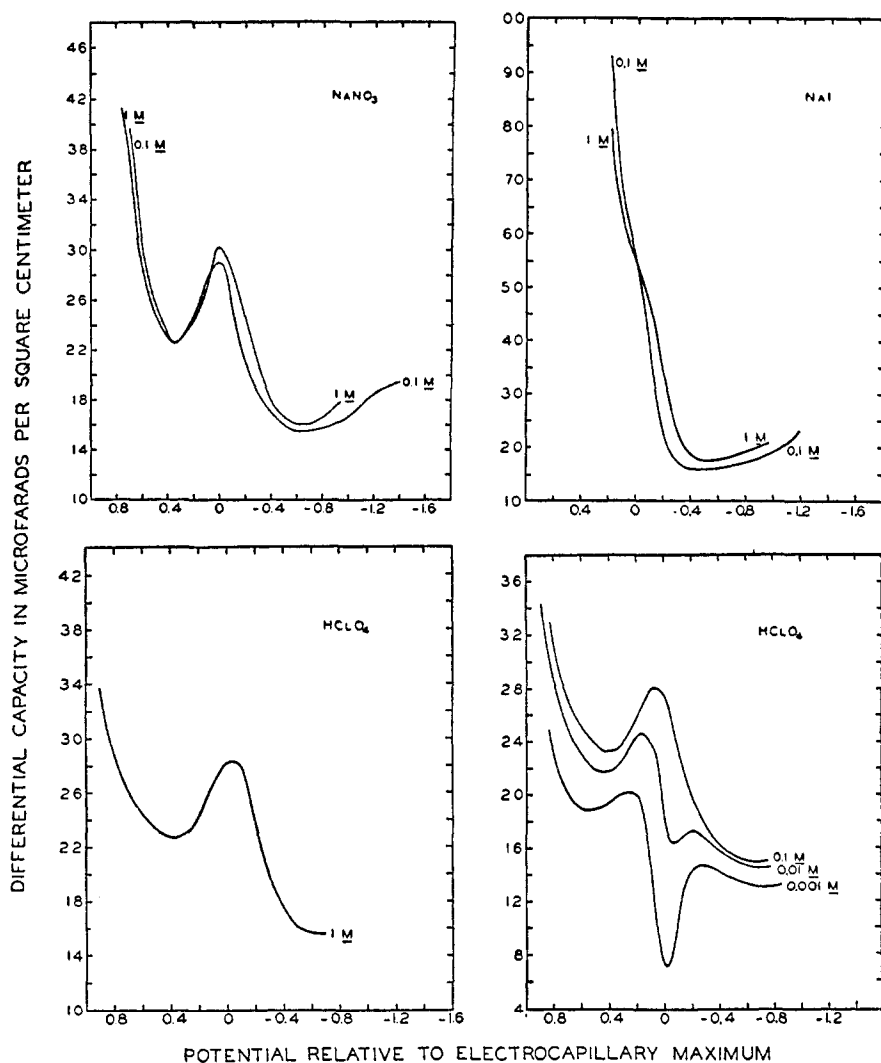 DIFFERENTIAL CAPACITY IN MICROFARADS PER SQUARE CENTIMETER
46
42
38
34
30
26
22
18
14
10
NaNO3
1 M
0.1 M
1 M
0.1 M
0.8 0.4 0 -0.4 -0.8 -1.2 -1.6
00
90
80
70
60
50
40
30
20
10
NaI
0.1 M
1 M
1 M
0.1 M
0.4 0 -0.4 -0.8 -1.2 -1.6
42
38
34
30
26
22
18
14
10
HClO4
1 M
0.8 0.4 0 -0.4 -0.8 -1.2 -1.6
36
32
28
24
20
16
12
8
4
HClO4
0.1 M
0.01 M
0.001 M
0.8 0.4 0 -0.4 -0.8 -1.2 -1.6
POTENTIAL RELATIVE TO ELECTROCAPILLARY MAXIMUM